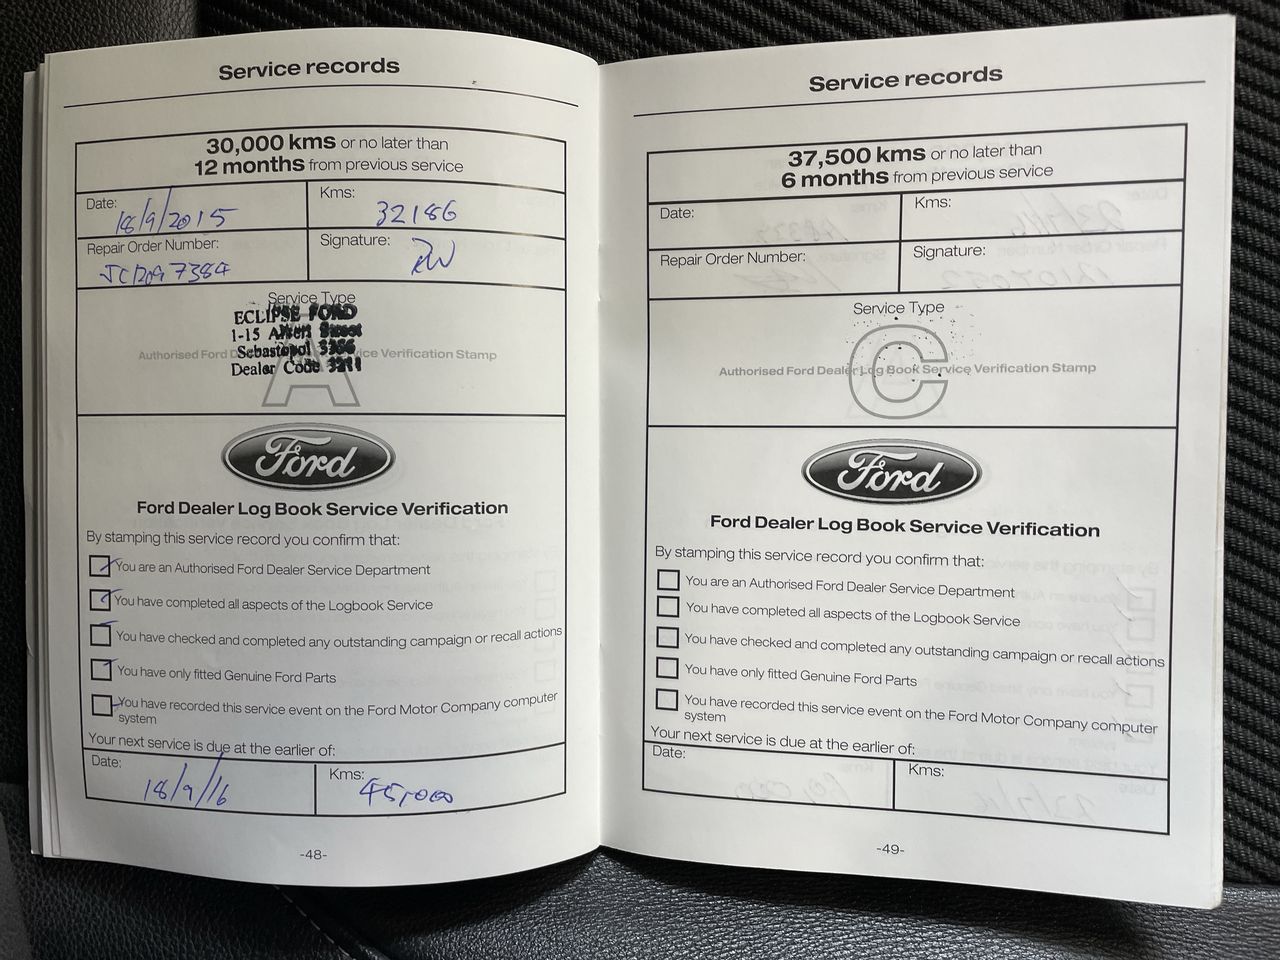 Service records
30,000 kms or no later than
12 months from previous service
Date:
18/9/2015
Kms:
32186
Repair Order Number:
Signature:
Service Type
ECLIPSE FORD
1-15 Albert Street
Sebastopol 3356
Dealer Code
Authorised Ford Dealer Log Book Service Verification Stamp
A
Ford
Ford Dealer Log Book Service Verification
By stamping this service record you confirm that:
You are an Authorised Ford Dealer Service Department
You have completed all aspects of the Logbook Service
You have checked and completed any outstanding campaign or recall actions
You have only fitted Genuine Ford Parts
You have recorded this service event on the Ford Motor Company computer
system
Your next service is due at the earlier of:
Date:
18/9/16
Kms:
45,000
-48-
Service records
37,500 kms or no later than
6 months from previous service
Date:
Kms:
Repair Order Number:
Signature:
Service Type
C
Authorised Ford Dealer Log Book Service Verification Stamp
Ford
Ford Dealer Log Book Service Verification
By stamping this service record you confirm that:
You are an Authorised Ford Dealer Service Department
You have completed all aspects of the Logbook Service
You have checked and completed any outstanding campaign or recall actions
You have only fitted Genuine Ford Parts
You have recorded this service event on the Ford Motor Company computer
system
Your next service is due at the earlier of:
Date:
Kms:
-49-